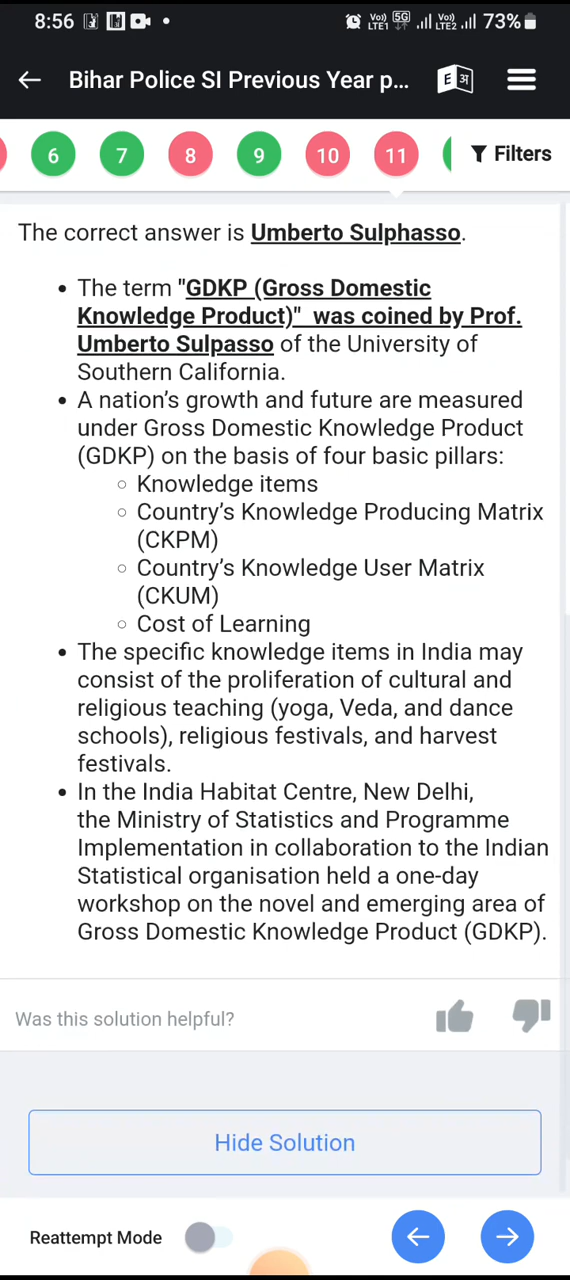 8:56 Vo) LTE1 5G Vo) LTE2 73%
Bihar Police SI Previous Year p... E अ
6 7 8 9 10 11 Filters
The correct answer is Umberto Sulphasso.
• The term "GDKP (Gross Domestic
Knowledge Product)" was coined by Prof.
Umberto Sulpasso of the University of
Southern California.
• A nation's growth and future are measured
under Gross Domestic Knowledge Product
(GDKP) on the basis of four basic pillars:
○ Knowledge items
○ Country's Knowledge Producing Matrix
(CKPM)
○ Country's Knowledge User Matrix
(CKUM)
○ Cost of Learning
• The specific knowledge items in India may
consist of the proliferation of cultural and
religious teaching (yoga, Veda, and dance
schools), religious festivals, and harvest
festivals.
• In the India Habitat Centre, New Delhi,
the Ministry of Statistics and Programme
Implementation in collaboration to the Indian
Statistical organisation held a one-day
workshop on the novel and emerging area of
Gross Domestic Knowledge Product (GDKP).
Was this solution helpful?
Hide Solution
Reattempt Mode